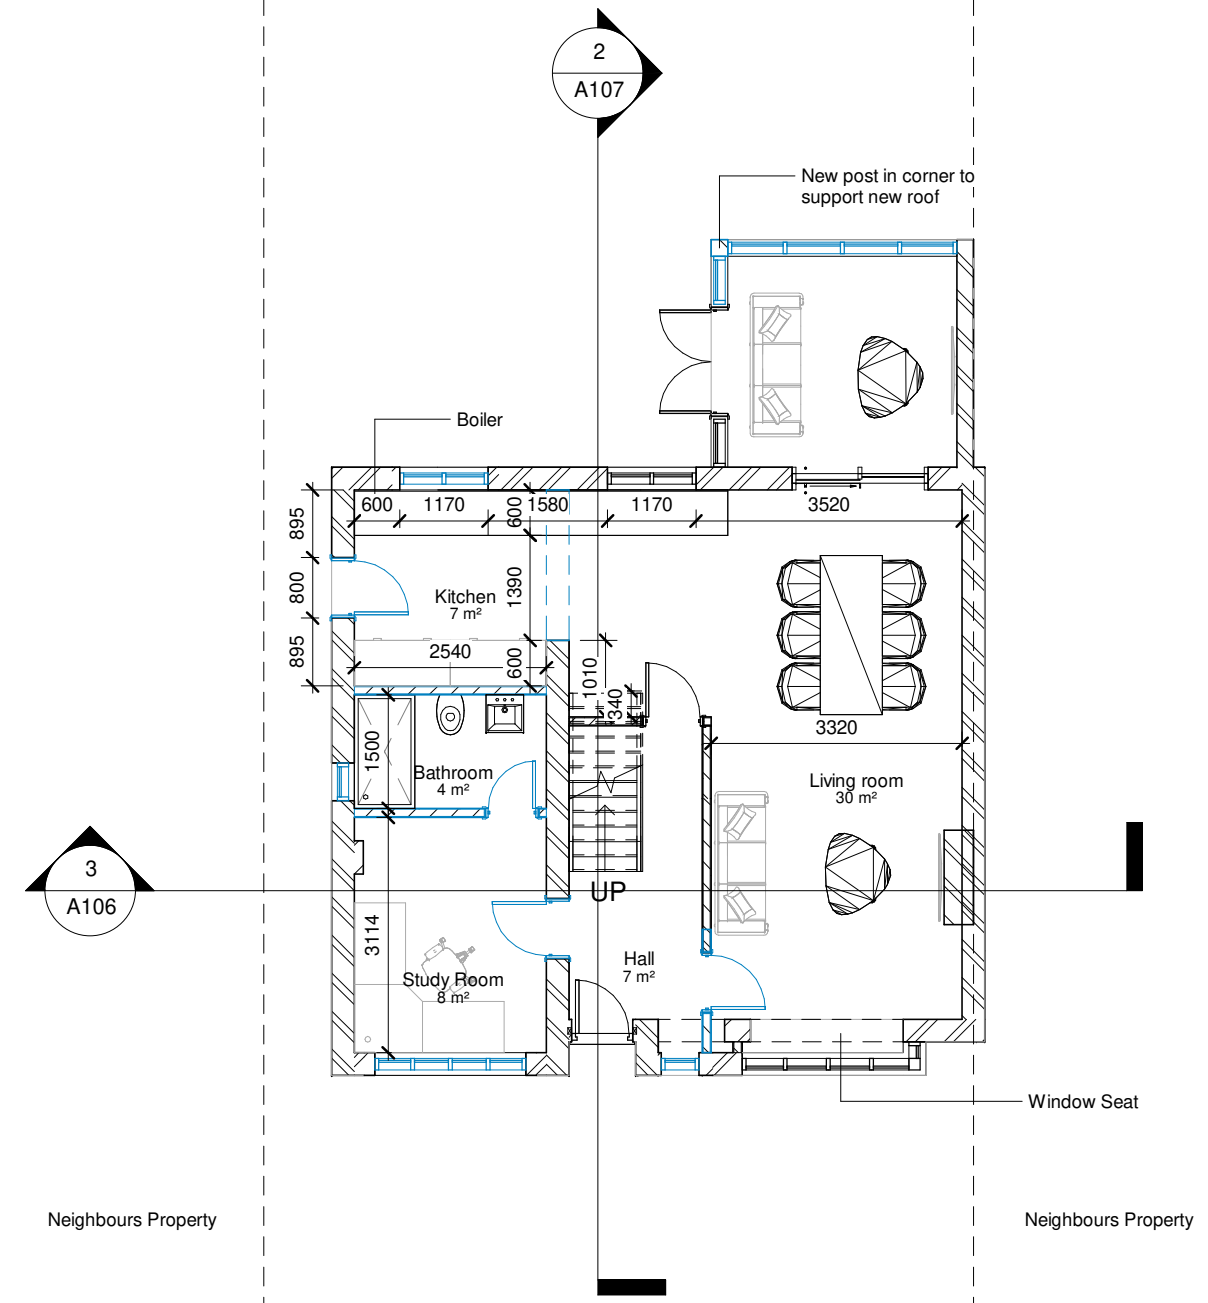 2
A107
New post in corner to
support new roof
Boiler
600
1170
600
1580
1170
3520
895
800
895
1390
Kitchen
7 m²
2540
600
1010
340
3320
1500
Bathroom
4 m²
Living room
30 m²
3
A106
UP
3114
Study Room
8 m²
Hall
7 m²
Window Seat
Neighbours Property
Neighbours Property